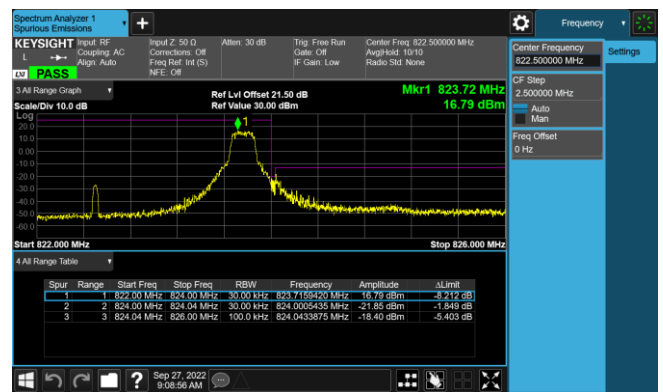 Spectrum Analyzer 1
Spurious Emissions
Frequency
KEYSIGHT
L
LXI
PASS
Input: RF
Coupling: AC
Align: Auto
Input Z: 50 Ω
Corrections: Off
Freq Ref: Int (S)
NFE: Off
Atten: 30 dB
Trig: Free Run
Gate: Off
IF Gain: Low
Center Freq: 822.500000 MHz
Avg|Hold: 10/10
Radio Std: None
Center Frequency
822.500000 MHz
Settings
CF Step
2.500000 MHz
Auto
Man
Freq Offset
0 Hz
3 All Range Graph
Scale/Div 10.0 dB
Ref Lvl Offset 21.50 dB
Ref Value 30.00 dBm
Mkr1 823.72 MHz
16.79 dBm
Log
20.0
10.0
0.00
-10.0
-20.0
-30.0
-40.0
-50.0
-60.0
1
Start 822.000 MHz
Stop 826.000 MHz
4 All Range Table
Spur Range Start Freq Stop Freq RBW Frequency Amplitude ΔLimit
1 1 822.00 MHz 824.00 MHz 30.00 kHz 823.7159420 MHz 16.79 dBm -8.212 dB
2 2 824.00 MHz 824.04 MHz 30.00 kHz 824.0005435 MHz -21.85 dBm -1.849 dB
3 3 824.04 MHz 826.00 MHz 100.0 kHz 824.0433875 MHz -18.40 dBm -5.403 dB
Sep 27, 2022
9:08:56 AM